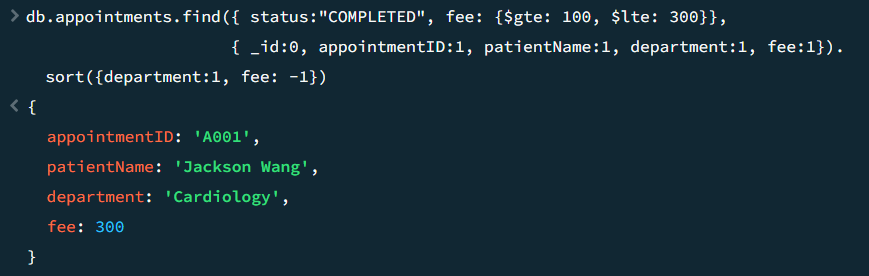 > db.appointments.find({ status:"COMPLETED", fee: {$gte: 100, $lte: 300}},
{ _id:0, appointmentID:1, patientName:1, department:1, fee:1}).
sort({department:1, fee: -1})
< {
appointmentID: 'A001',
patientName: 'Jackson Wang',
department: 'Cardiology',
fee: 300
}